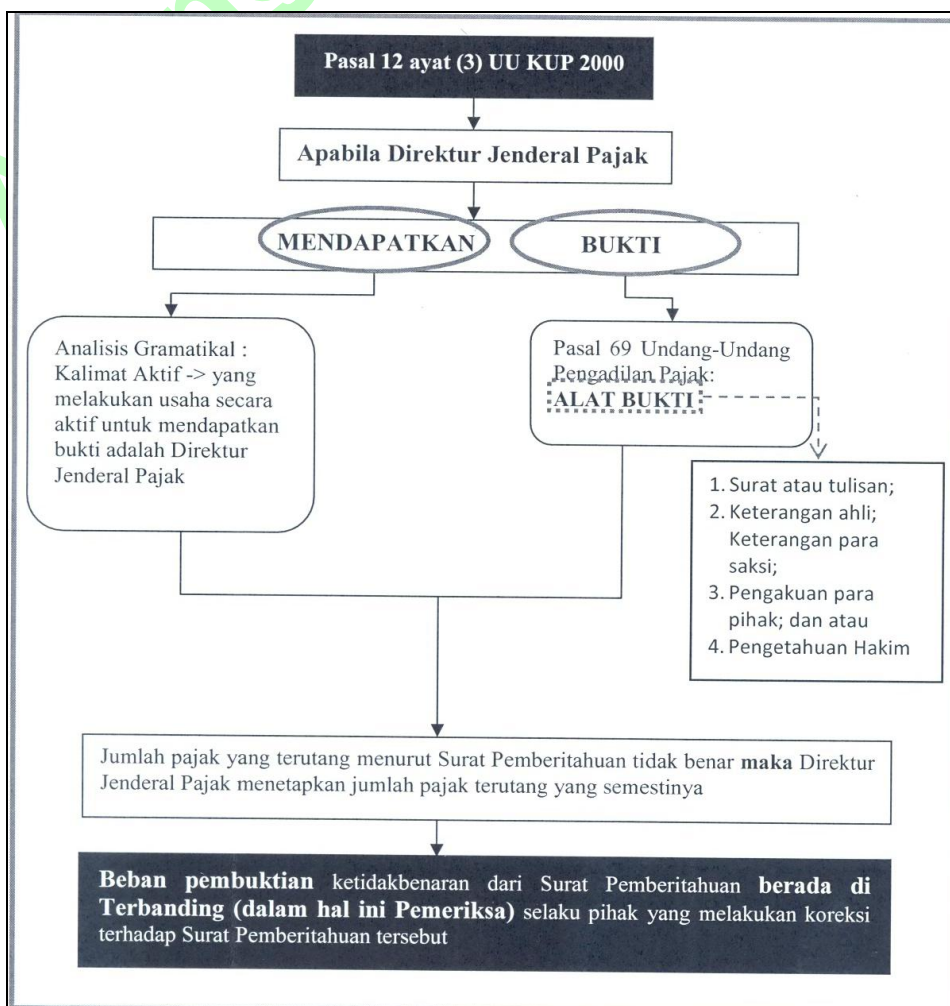 Pasal 12 ayat (3) UU KUP 2000
Apabila Direktur Jenderal Pajak
MENDAPATKAN BUKTI
Analisis Gramatikal :
Kalimat Aktif -> yang
melakukan usaha secara
aktif untuk mendapatkan
bukti adalah Direktur
Jenderal Pajak
Pasal 69 Undang-Undang
Pengadilan Pajak:
ALAT BUKTI
1. Surat atau tulisan;
2. Keterangan ahli;
Keterangan para
saksi;
3. Pengakuan para
pihak; dan atau
4. Pengetahuan Hakim
Jumlah pajak yang terutang menurut Surat Pemberitahuan tidak benar maka Direktur
Jenderal Pajak menetapkan jumlah pajak terutang yang semestinya
Beban pembuktian ketidakbenaran dari Surat Pemberitahuan berada di
Terbanding (dalam hal ini Pemeriksa) selaku pihak yang melakukan koreksi
terhadap Surat Pemberitahuan tersebut